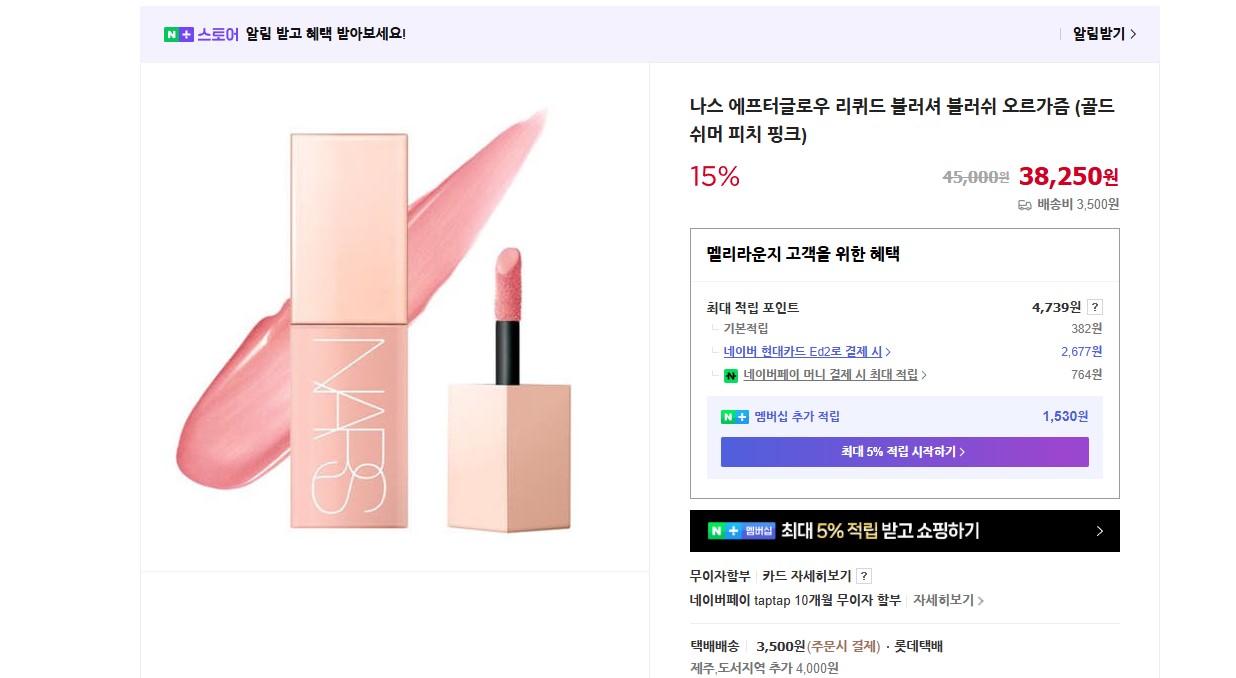 N+ 스토어 알림 받고 혜택 받아보세요!
알림받기 >
NARS
나스 에프터글로우 리퀴드 블러셔 블러쉬 오르가즘 (골드
쉬머 피치 핑크)
15% 45,000원 38,250원
배송비 3,500원
멜리라운지 고객을 위한 혜택
최대 적립 포인트 4,739원 ?
기본적립 382원
네이버 현대카드 Ed2로 결제 시 > 2,677원
N 네이버페이 머니 결제 시 최대 적립 > 764원
N+ 멤버십 추가 적립 1,530원
최대 5% 적립 시작하기 >
N+ 멤버십 최대 5% 적립 받고 쇼핑하기 >
무이자할부 카드 자세히보기 ?
네이버페이 taptap 10개월 무이자 할부 자세히보기 >
택배배송 3,500원(주문시 결제) · 롯데택배
제주,도서지역 추가 4,000원